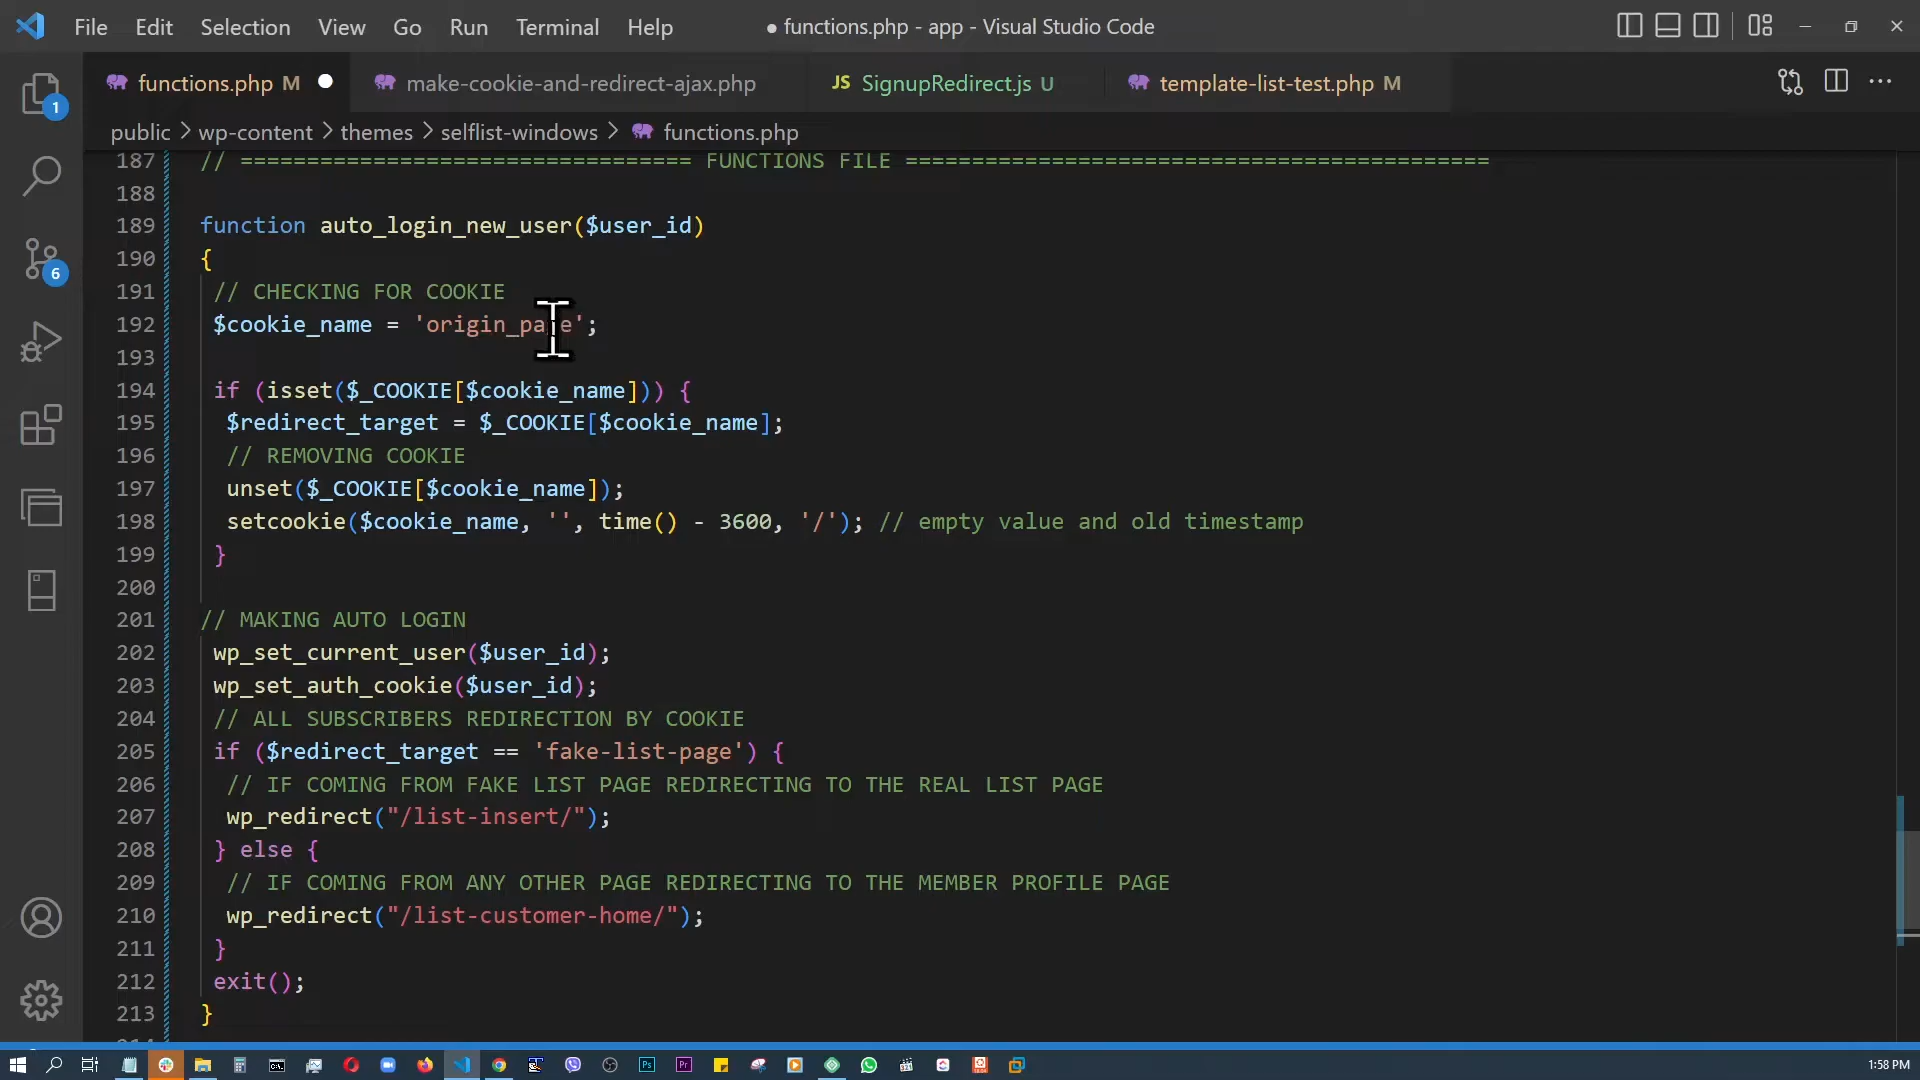 File Edit Selection View Go Run Terminal Help ● functions.php - app - Visual Studio Code
functions.php M make-cookie-and-redirect-ajax.php JS SignupRedirect.js U template-list-test.php M
1
public > wp-content > themes > selflist-windows > functions.php
187 // ================================== FUNCTIONS FILE ============================================
188
189 function auto_login_new_user($user_id)
190 {
6
191 // CHECKING FOR COOKIE
192 $cookie_name = 'origin_page';
193
194 if (isset($_COOKIE[$cookie_name])) {
195 $redirect_target = $_COOKIE[$cookie_name];
196 // REMOVING COOKIE
197 unset($_COOKIE[$cookie_name]);
198 setcookie($cookie_name, '', time() - 3600, '/'); // empty value and old timestamp
199 }
200
201 // MAKING AUTO LOGIN
202 wp_set_current_user($user_id);
203 wp_set_auth_cookie($user_id);
204 // ALL SUBSCRIBERS REDIRECTION BY COOKIE
205 if ($redirect_target == 'fake-list-page') {
206 // IF COMING FROM FAKE LIST PAGE REDIRECTING TO THE REAL LIST PAGE
207 wp_redirect("/list-insert/");
208 } else {
209 // IF COMING FROM ANY OTHER PAGE REDIRECTING TO THE MEMBER PROFILE PAGE
210 wp_redirect("/list-customer-home/");
211 }
212 exit();
213 }
1:58 PM